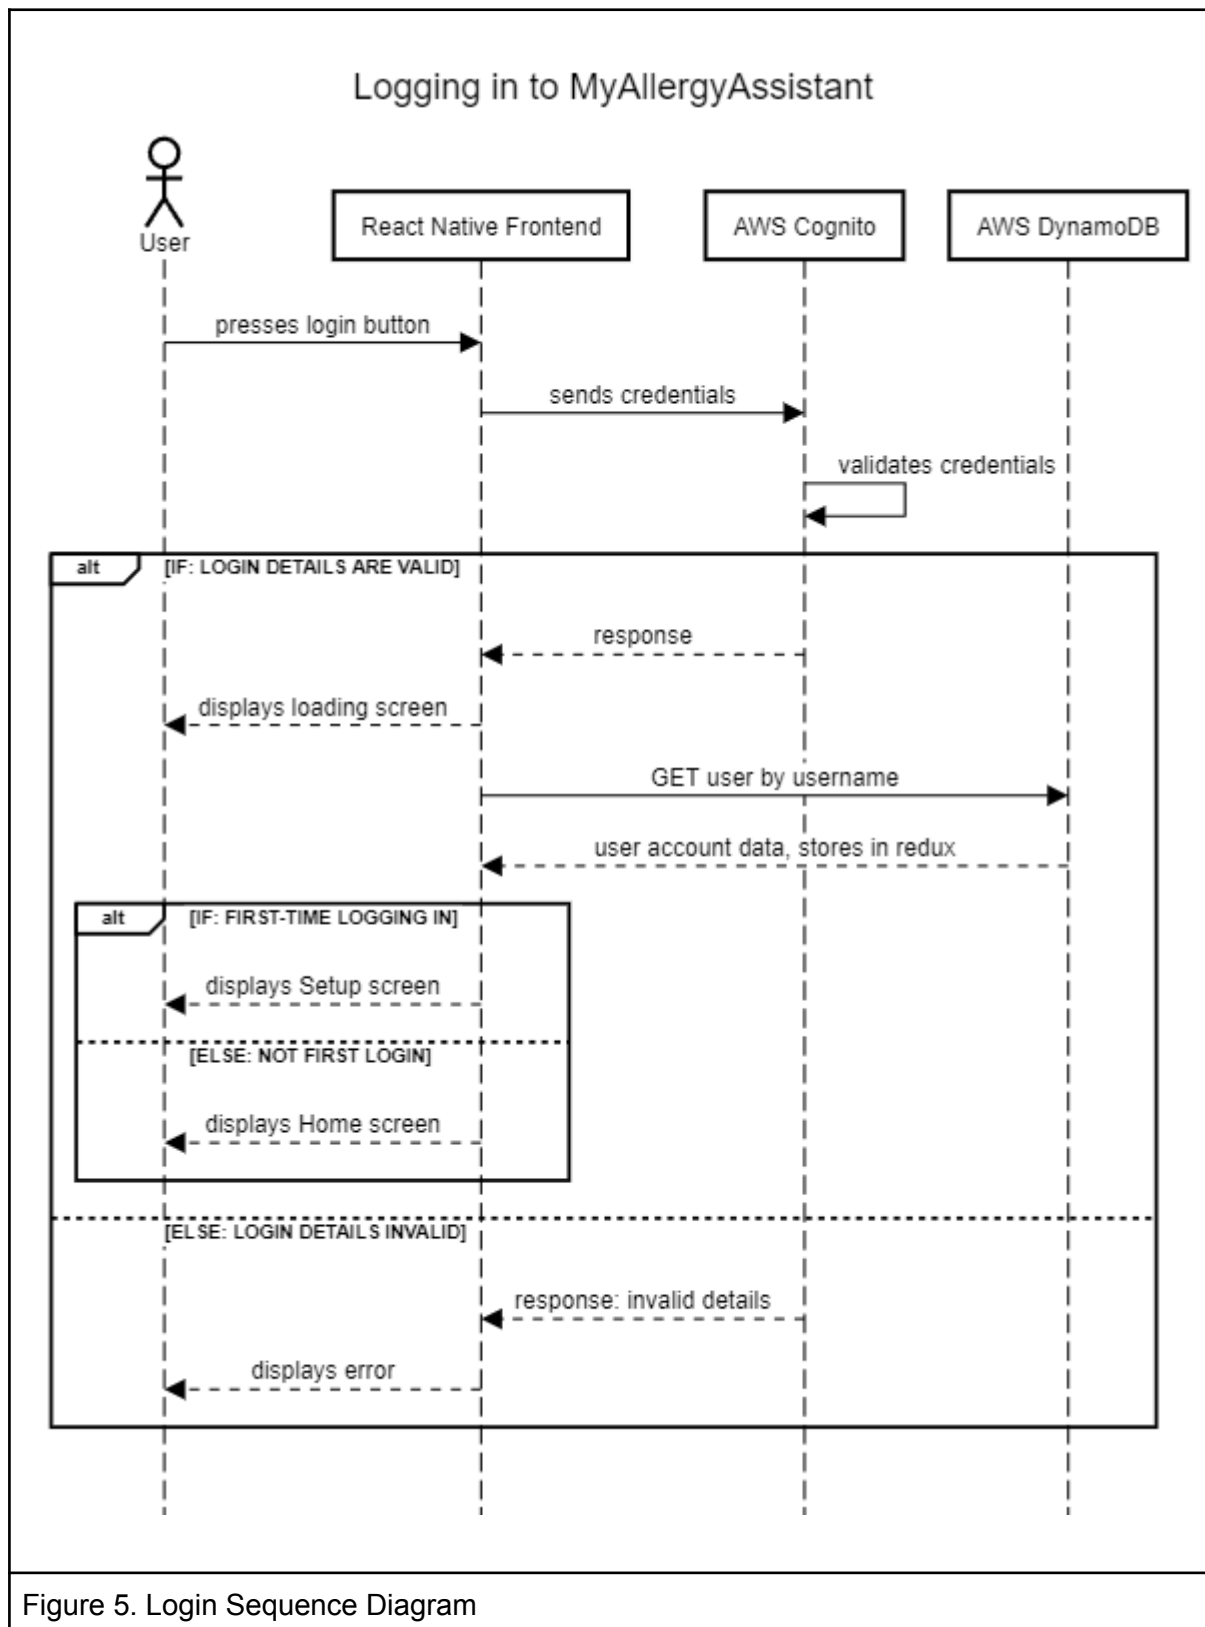 Logging in to MyAllergyAssistant
User
React Native Frontend
AWS Cognito
AWS DynamoDB
presses login button
sends credentials
validates credentials
alt
[IF: LOGIN DETAILS ARE VALID]
response
displays loading screen
GET user by username
user account data, stores in redux
alt
[IF: FIRST-TIME LOGGING IN]
displays Setup screen
[ELSE: NOT FIRST LOGIN]
displays Home screen
[ELSE: LOGIN DETAILS INVALID]
response: invalid details
displays error
Figure 5. Login Sequence Diagram